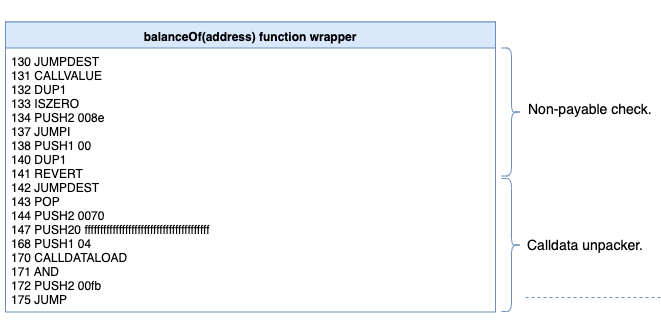 balanceOf(address) function wrapper
130 JUMPDEST
131 CALLVALUE
132 DUP1
133 ISZERO
134 PUSH2 008e
137 JUMPI
138 PUSH1 00
140 DUP1
141 REVERT
142 JUMPDEST
143 POP
144 PUSH2 0070
147 PUSH20 ffffffffffffffffffffffffffffffffffffffff
168 PUSH1 04
170 CALLDATALOAD
171 AND
172 PUSH2 00fb
175 JUMP
Non-payable check.
Calldata unpacker.